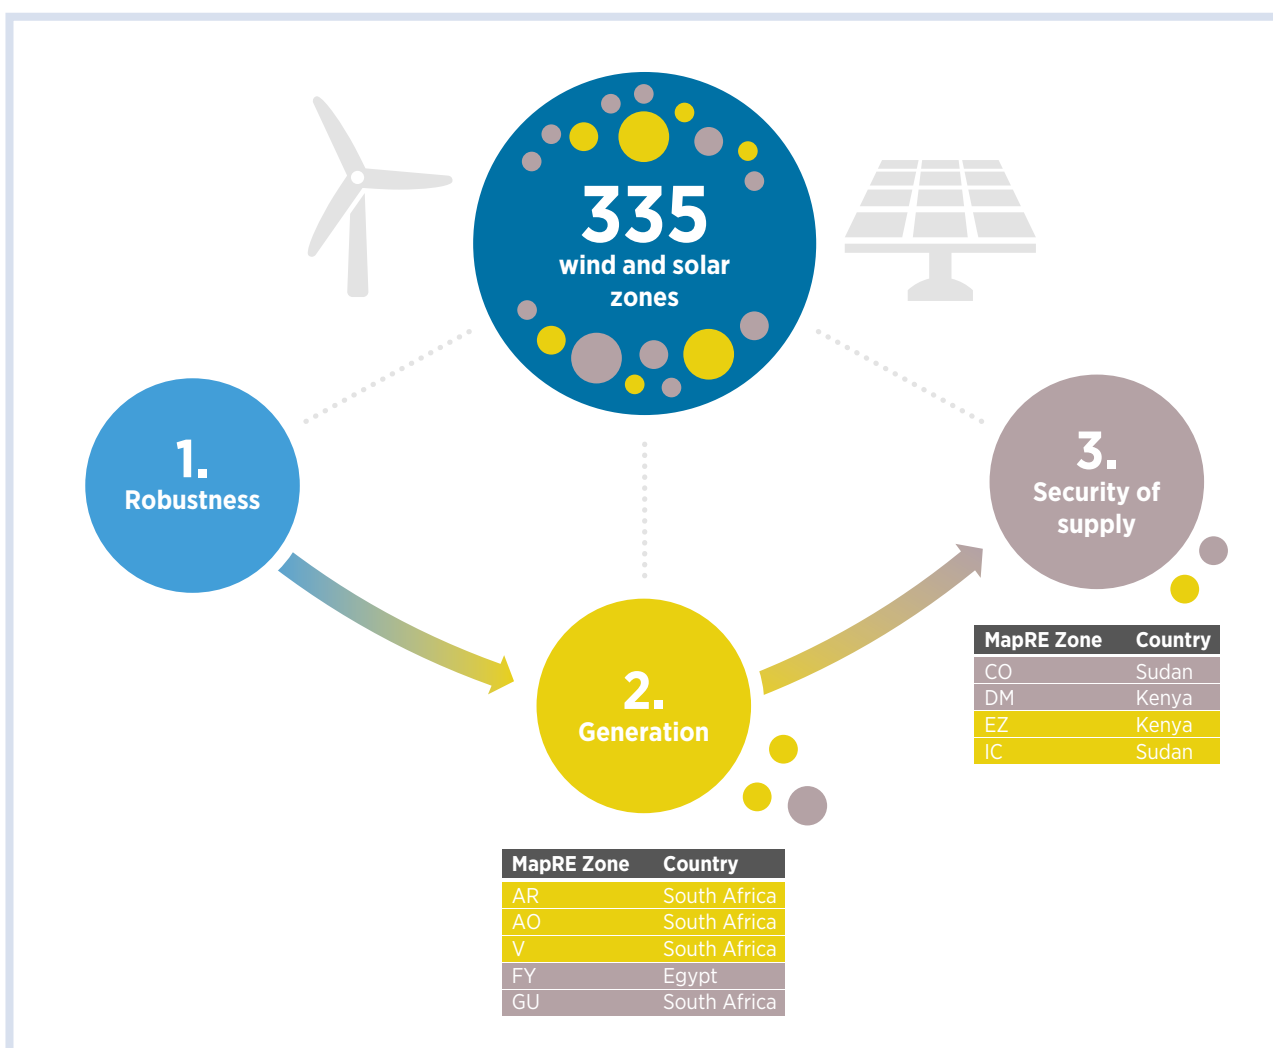 335
wind and solar
zones
1.
Robustness
2.
Generation
3.
Security of
supply
MapRE Zone Country
CO Sudan
DM Kenya
EZ Kenya
IC Sudan
MapRE Zone Country
AR South Africa
AO South Africa
V South Africa
FY Egypt
GU South Africa